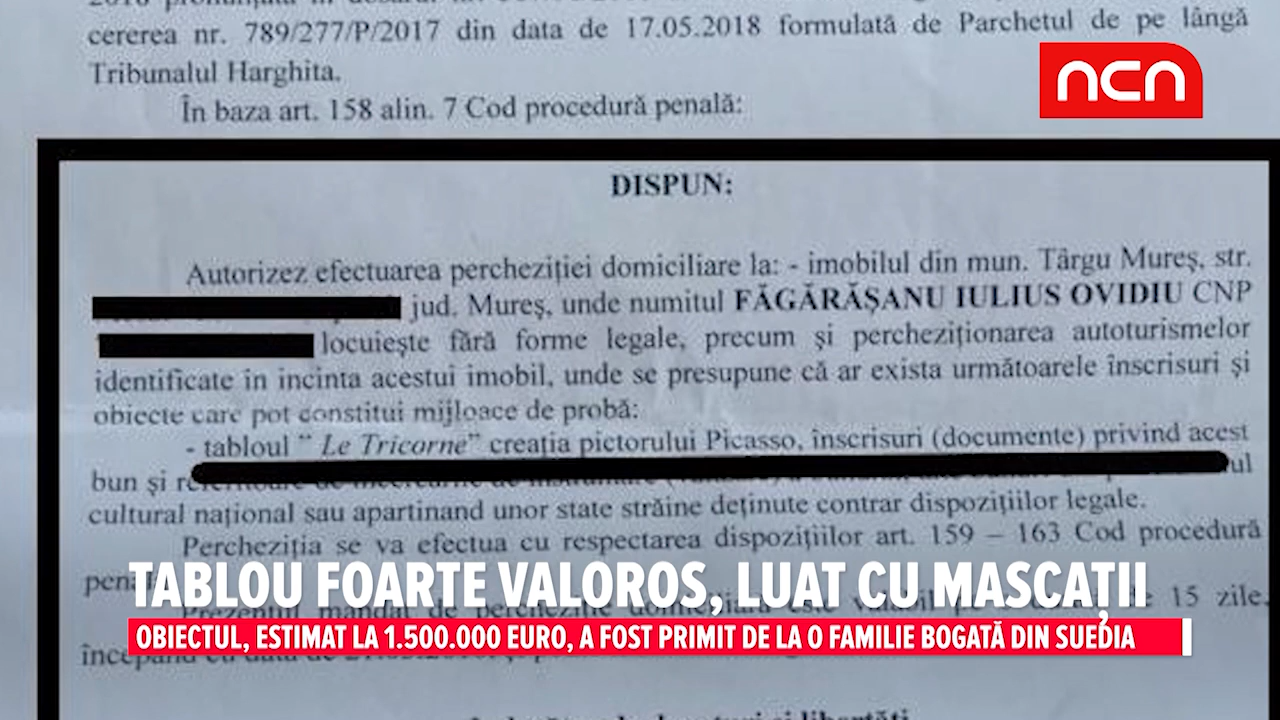 cererea nr. 789/277/P/2017 din data de 17.05.2018 formulată de Parchetul de pe lângă
Tribunalul Harghita.
În baza art. 158 alin. 7 Cod procedură penală:
ncn
DISPUN:
Autorizez efectuarea percheziției domiciliare la: - imobilul din mun. Târgu Mureș, str.
jud. Mureș, unde numitul FĂGĂRĂȘANU IULIUS OVIDIU CNP
locuiește fără forme legale, precum și percheziționarea autoturismelor
identificate in incinta acestui imobil, unde se presupune că ar exista următoarele înscrisuri și
obiecte care pot constitui mijloace de probă:
- tabloul " Le Tricorne" creația pictorului Picasso, înscrisuri (documente) privind acest
bun și
cultural național sau apartinand unor state străine deținute contrar dispozițiilor legale.
Percheziția se va efectua cu respectarea dispozițiilor art. 159 – 163 Cod procedură
TABLOU FOARTE VALOROS, LUAT CU MASCAȚII
Prezentul mandat de percheziție 15 zile,
OBIECTUL, ESTIMAT LA 1.500.000 EURO, A FOST PRIMIT DE LA O FAMILIE BOGATĂ DIN SUEDIA